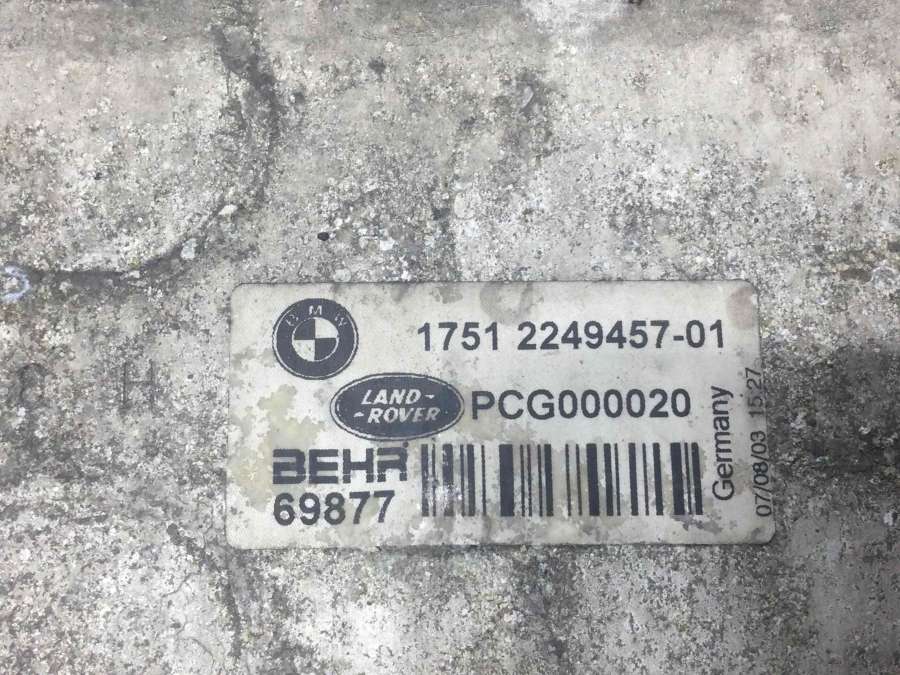 BMW
1751 2249457-01
LAND-
-ROVER
PCG000020
BEHR
69877
Germany
07/08/03 15:27